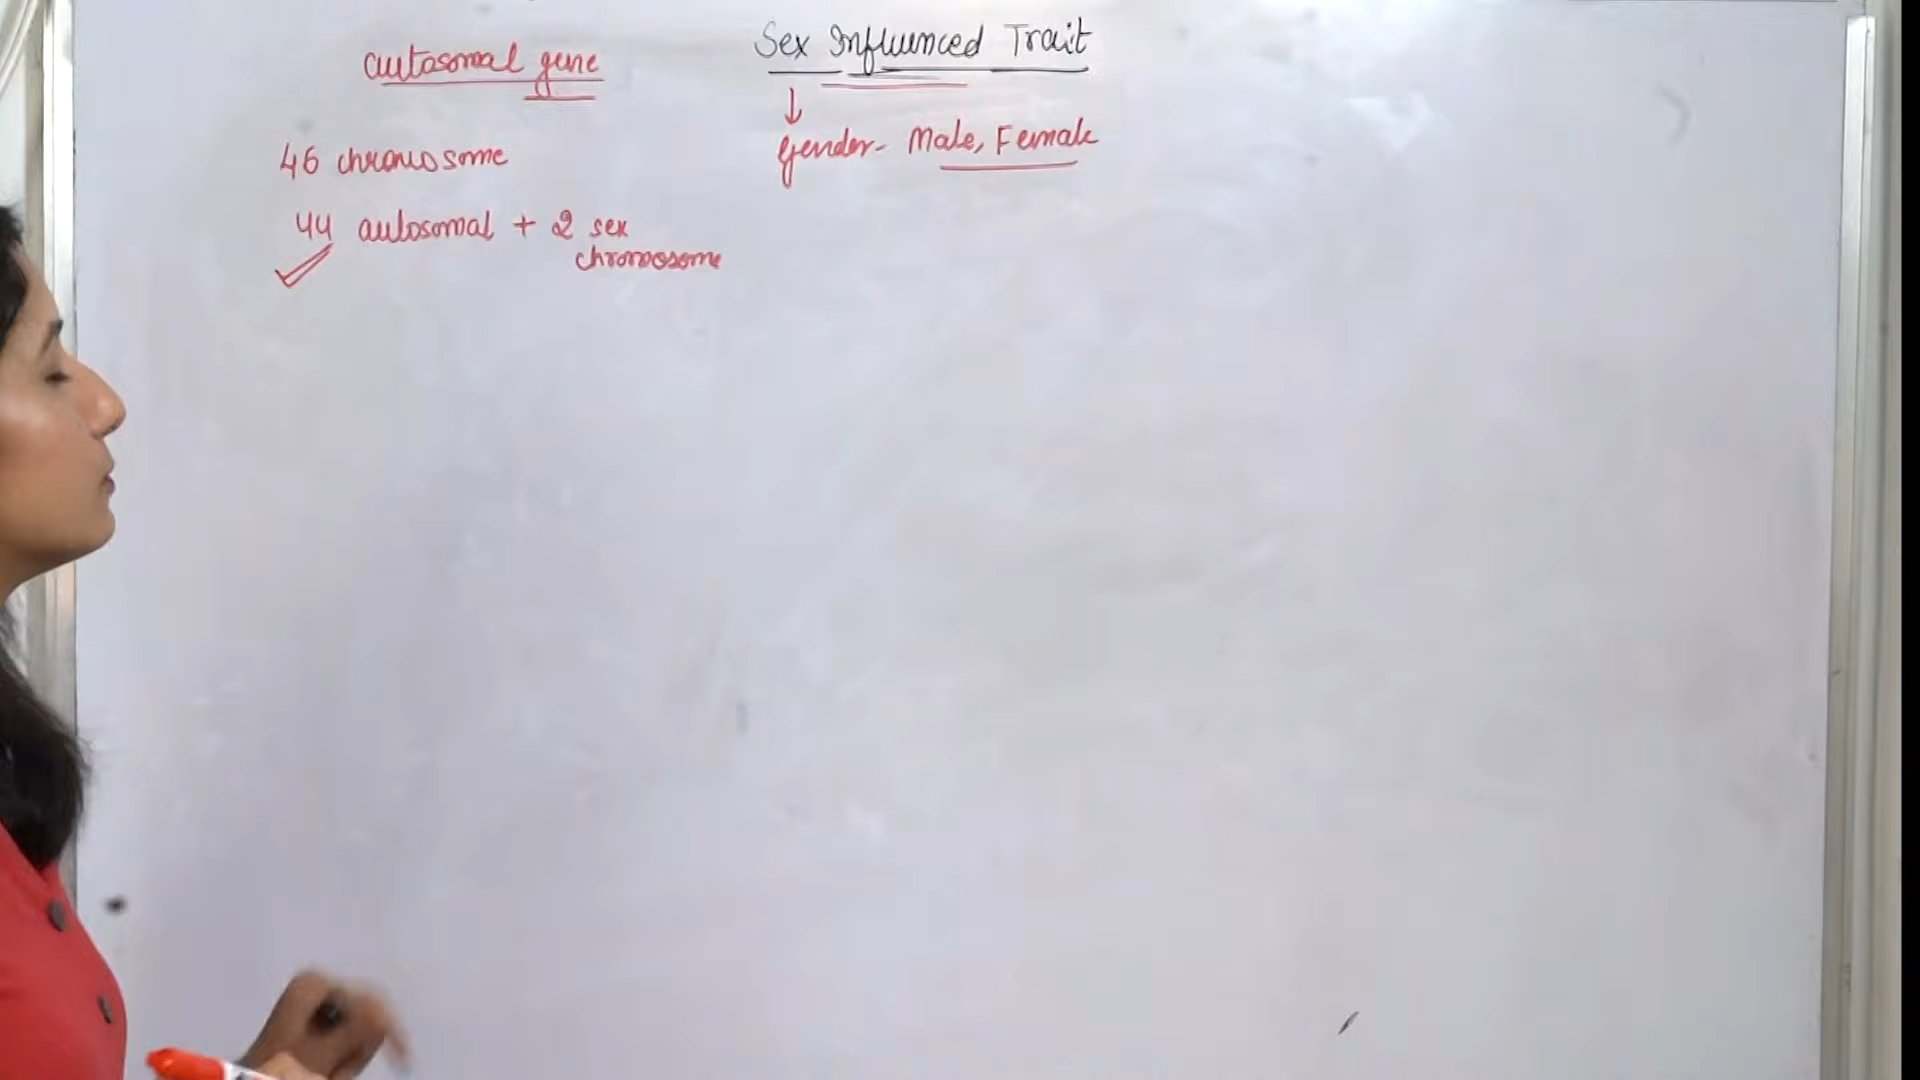 Sex Influenced Trait
autosomal gene
gender- Male, Female
46 chromosome
44 autosomal + 2 sex
chromosome